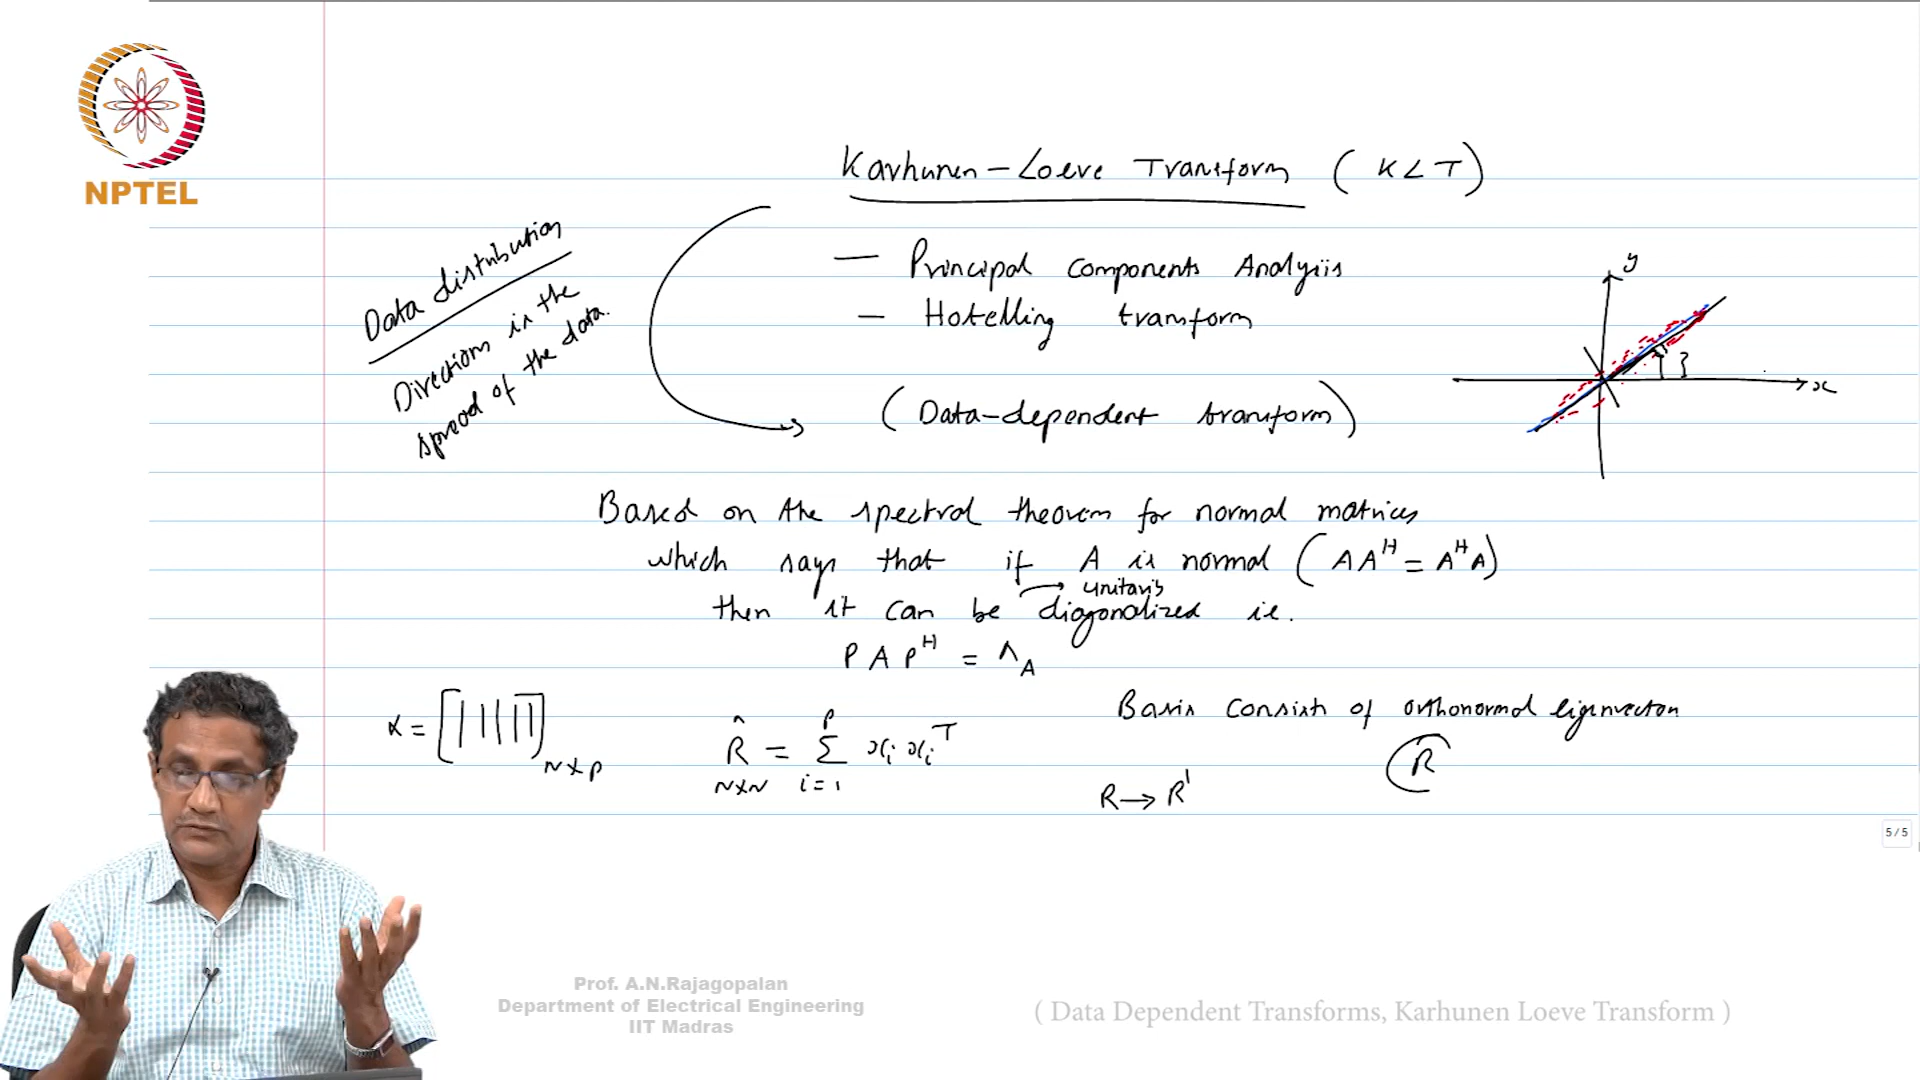 NPTEL
Karhunen-Loeve Transform (KLT)
Data distribution
Directions in the
spread of the data.
— Principal Components Analysis
- Hotelling transform
(Data-dependent transform)
y
x
Based on the spectral theorem for normal matrices
which says that if A is normal (AA^H = A^H A)
unitarily
then it can be diagonalized ie.
P A P^H = Λ_A
Basis consists of orthonormal eigenvectors
X = [|||||]_{N×P}
R̂ = Σ x_i x_i^T
N×N i=1 P
R
R → R'
5/5
Prof. A.N.Rajagopalan
Department of Electrical Engineering
IIT Madras
( Data Dependent Transforms, Karhunen Loeve Transform )